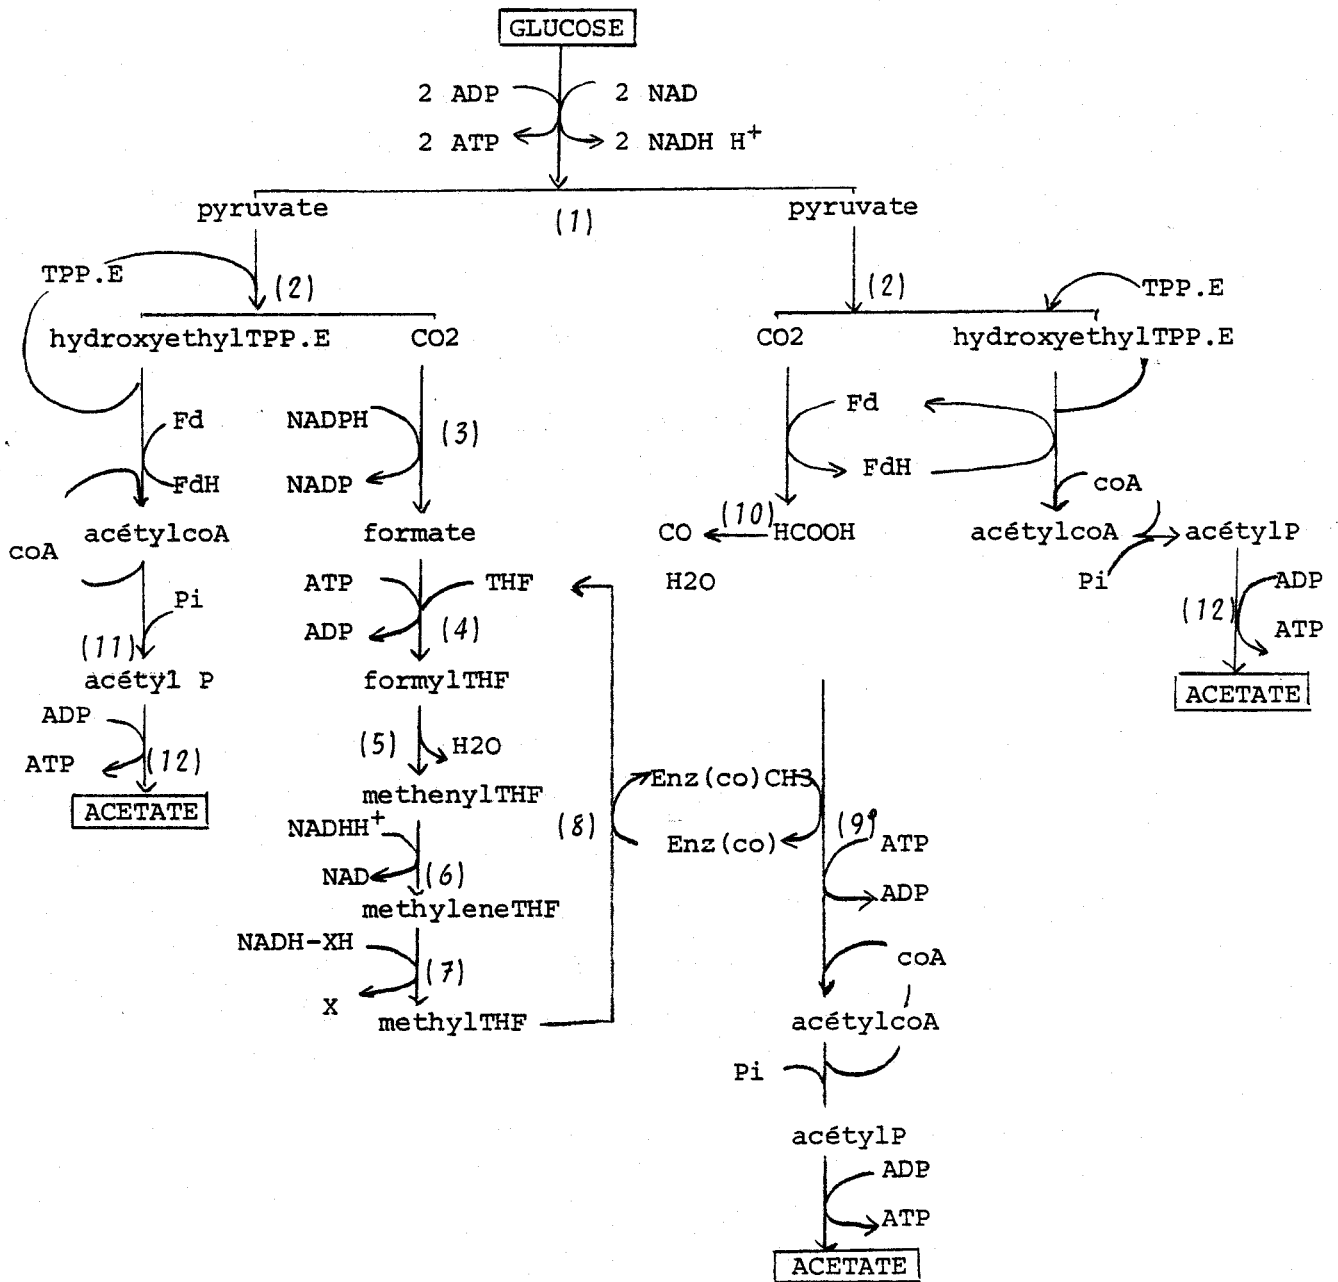 GLUCOSE
2 ADP 2 NAD
2 ATP 2 NADH H+
pyruvate (1) pyruvate
TPP.E (2) (2) TPP.E
hydroxyethylTPP.E CO2 CO2 hydroxyethylTPP.E
Fd NADPH (3) Fd
FdH NADP FdH coA
coA acétylcoA formate CO (10) HCOOH acétylcoA acétylP
ATP THF H2O Pi ADP
Pi ADP (4) (12) ATP
(11)
acétyl P formylTHF ACETATE
ADP (5) H2O
ATP (12)
ACETATE methenylTHF Enz(co)CH3
NADHH+ (8) Enz(co) (9) ATP
NAD (6) ADP
methyleneTHF
NADH-XH (7) coA
X methylTHF acétylcoA
Pi
acétylP
ADP
ATP
ACETATE